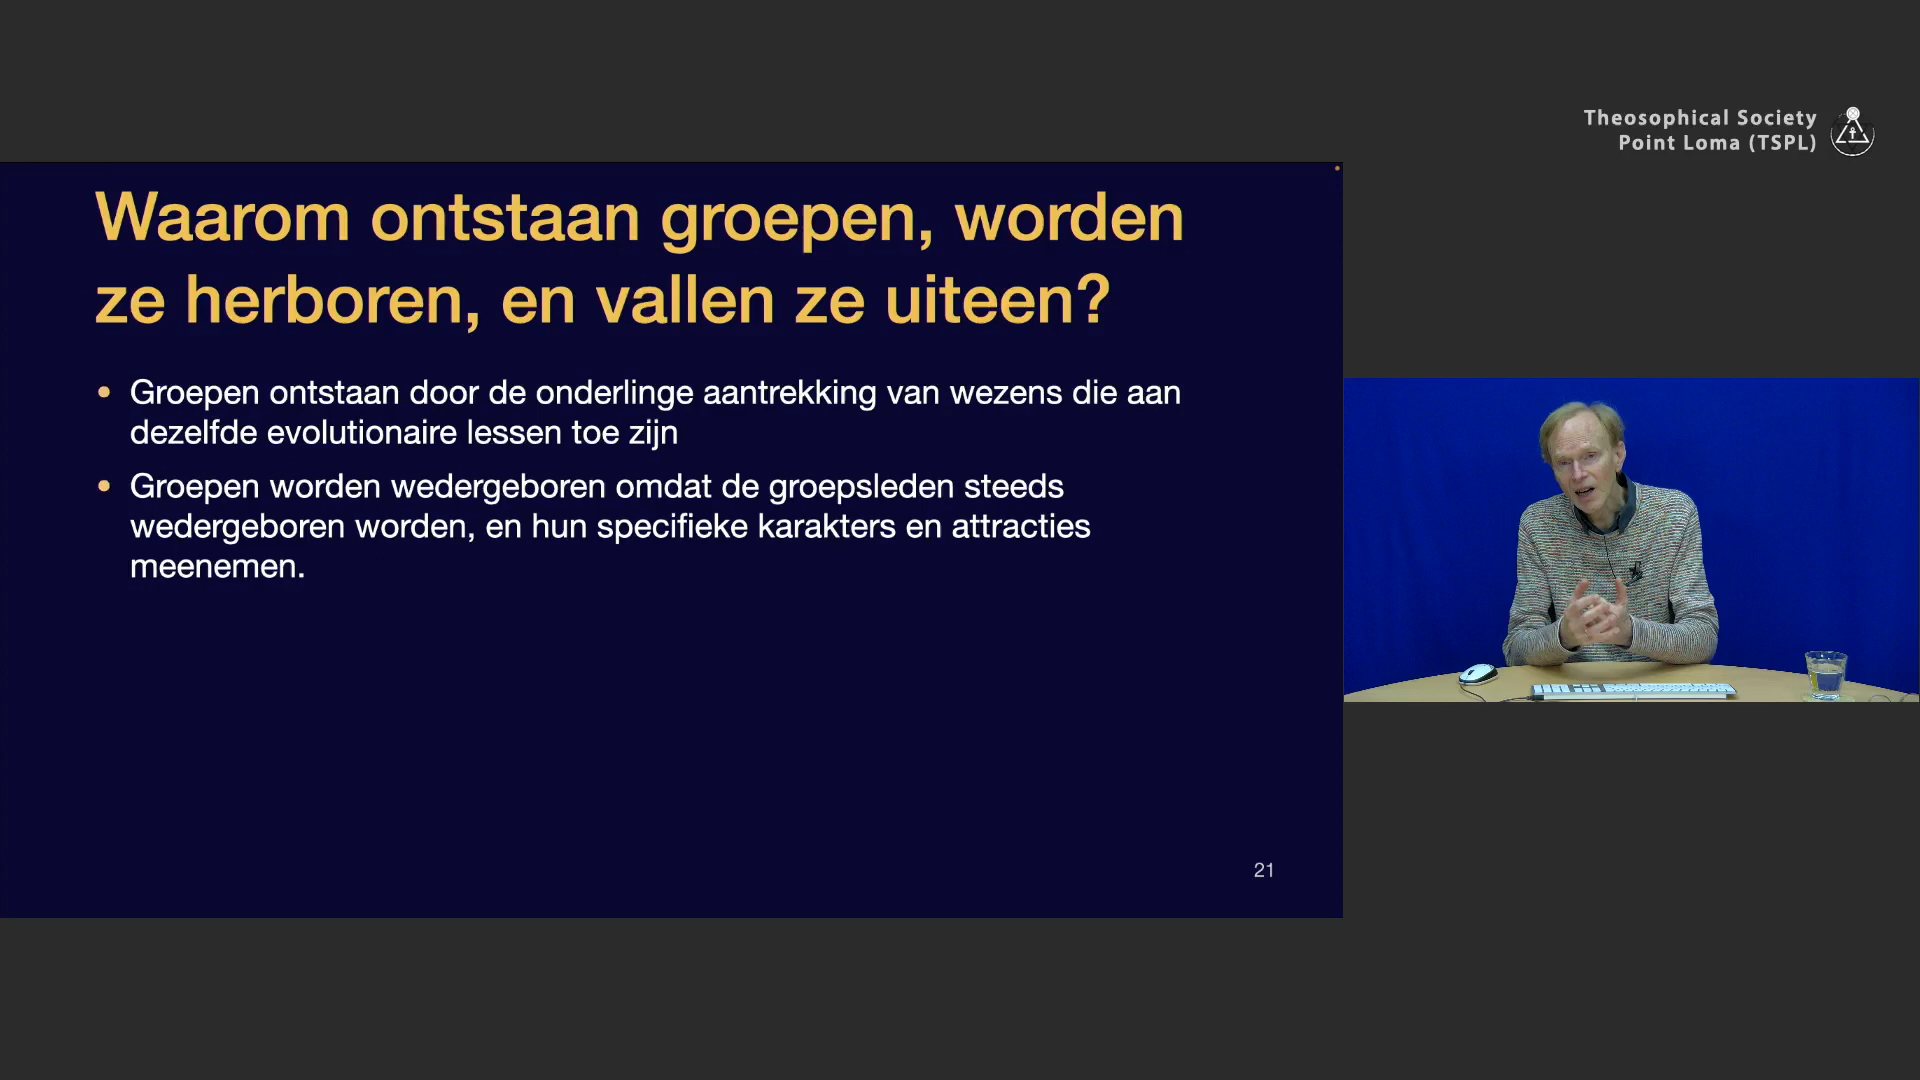 Theosophical Society
Point Loma (TSPL)
Waarom ontstaan groepen, worden
ze herboren, en vallen ze uiteen?
• Groepen ontstaan door de onderlinge aantrekking van wezens die aan
dezelfde evolutionaire lessen toe zijn
• Groepen worden wedergeboren omdat de groepsleden steeds
wedergeboren worden, en hun specifieke karakters en attracties
meenemen.
21